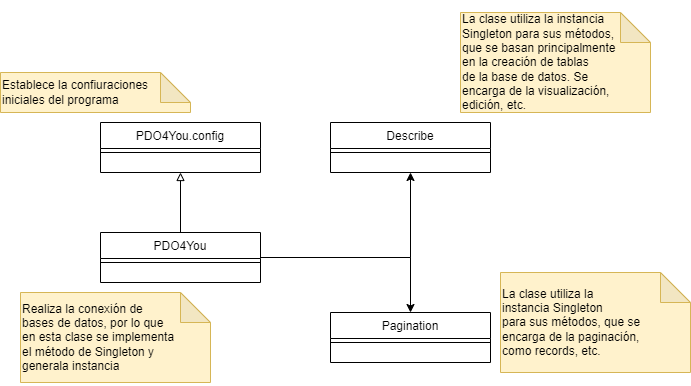 La clase utiliza la instancia
Singleton para sus métodos,
que se basan principalmente
en la creación de tablas
de la base de datos. Se
encarga de la visualización,
edición, etc.
Establece la confiuraciones
iniciales del programa
PDO4You.config
Describe
PDO4You
Realiza la conexión de
bases de datos, por lo que
en esta clase se implementa
el método de Singleton y
generala instancia
La clase utiliza la
instancia Singleton
para sus métodos, que se
encarga de la paginación,
como records, etc.
Pagination